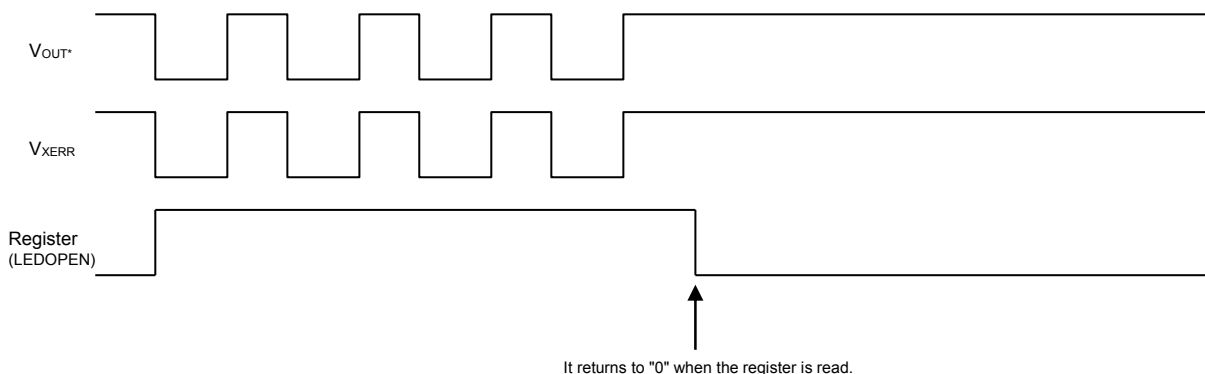 VOUT*
VXERR
Register
(LEDOPEN)
It returns to "0" when the register is read.